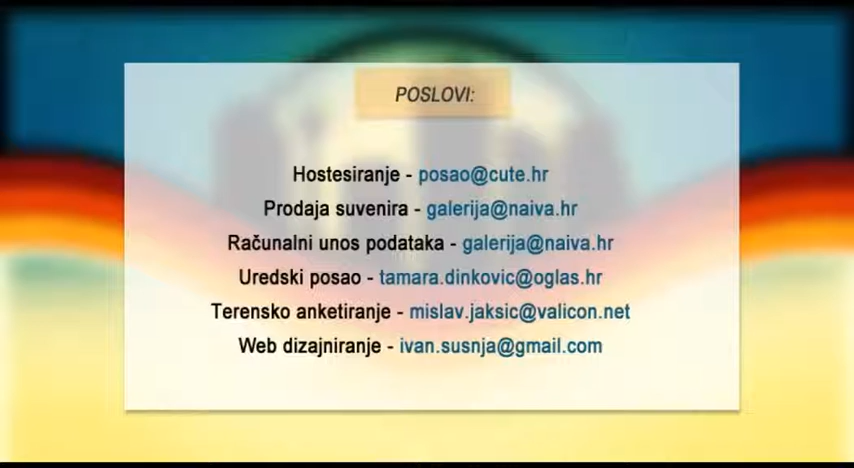 POSLOVI:
Hostesiranje - posao@cute.hr
Prodaja suvenira - galerija@naiva.hr
Računalni unos podataka - galerija@naiva.hr
Uredski posao - tamara.dinkovic@oglas.hr
Terensko anketiranje - mislav.jaksic@valicon.net
Web dizajniranje - ivan.susnja@gmail.com